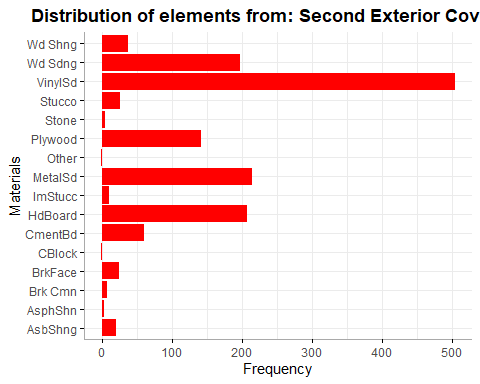 Distribution of elements from: Second Exterior Cov
Wd Shng
Wd Sdng
VinylSd
Stucco
Stone
Plywood
Other
MetalSd
ImStucc
HdBoard
CmentBd
CBlock
BrkFace
Brk Cmn
AsphShn
AsbShng
Materials
0 100 200 300 400 500
Frequency